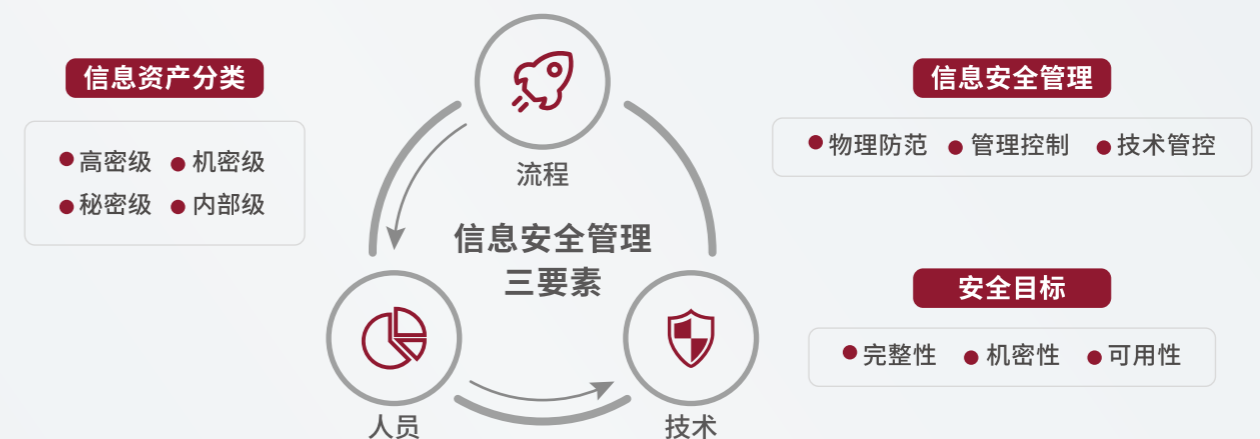 信息资产分类
高密级 机密级
秘密级 内部级
流程
信息安全管理
三要素
人员
技术
信息安全管理
物理防范 管理控制 技术管控
安全目标
完整性 机密性 可用性